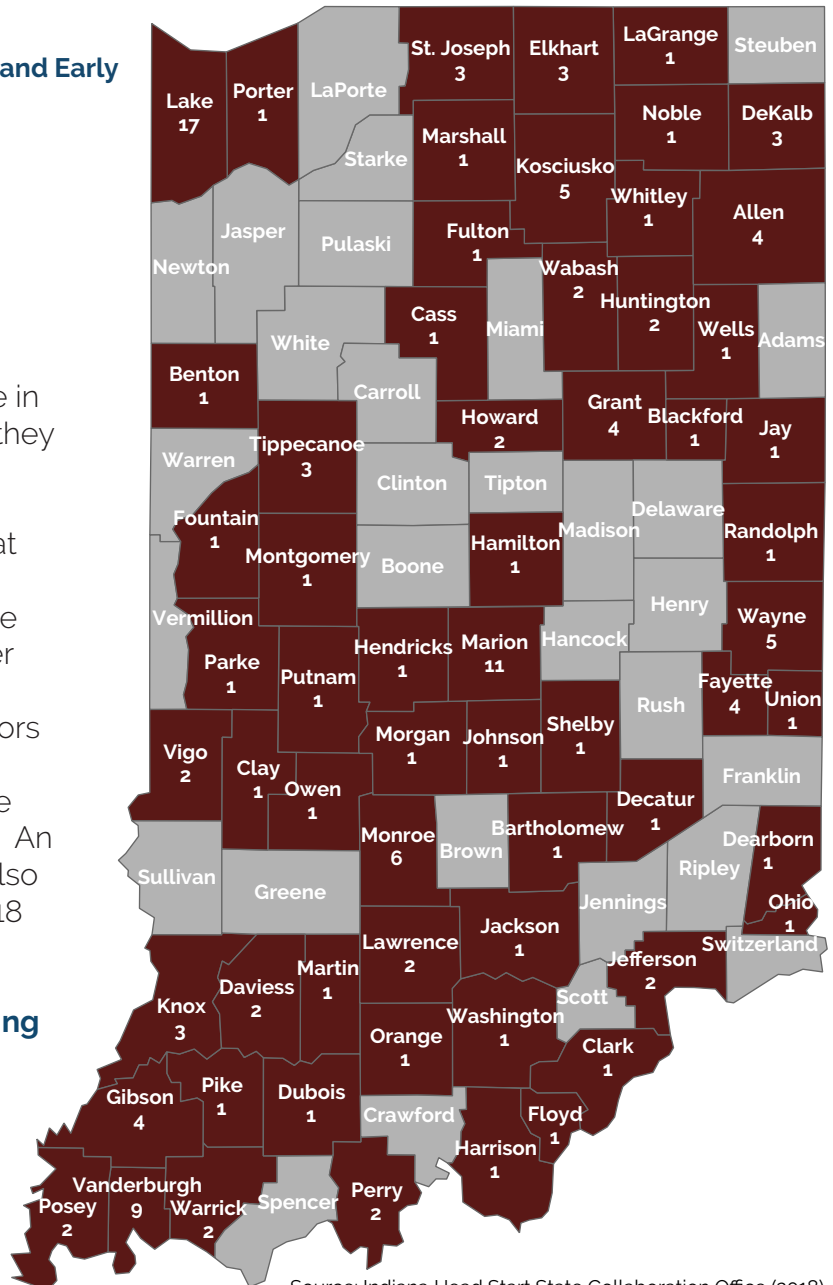 and Early
e in
they
at
e
er
ors
e
An
lso
18
ng
St. Joseph
3
Elkhart
3
LaGrange
1
Steuben
Lake
17
Porter
1
LaPorte
Noble
1
DeKalb
3
Marshall
1
Starke
Kosciusko
5
Whitley
1
Allen
4
Jasper
Pulaski
Fulton
1
Newton
Wabash
2
Huntington
2
Cass
1
Miami
Wells
1
Adams
White
Benton
1
Carroll
Grant
4
Blackford
1
Jay
1
Howard
2
Tippecanoe
3
Warren
Clinton
Tipton
Delaware
Madison
Randolph
1
Fountain
1
Montgomery
1
Boone
Hamilton
1
Henry
Wayne
5
Vermillion
Hendricks
1
Marion
11
Hancock
Parke
1
Putnam
1
Fayette
4
Union
1
Rush
Vigo
2
Morgan
1
Johnson
1
Shelby
1
Clay
1
Owen
1
Franklin
Decatur
1
Monroe
6
Brown
Bartholomew
1
Dearborn
1
Ripley
Sullivan
Greene
Jennings
Ohio
1
Jackson
1
Lawrence
2
Switzerland
Jefferson
2
Martin
1
Daviess
2
Scott
Knox
3
Washington
1
Orange
1
Clark
1
Gibson
4
Pike
1
Dubois
1
Crawford
Floyd
1
Harrison
1
Vanderburgh
9
Posey
2
Warrick
2
Spencer
Perry
2
Source: Indiana Head Start State Collaboration Office (2018)